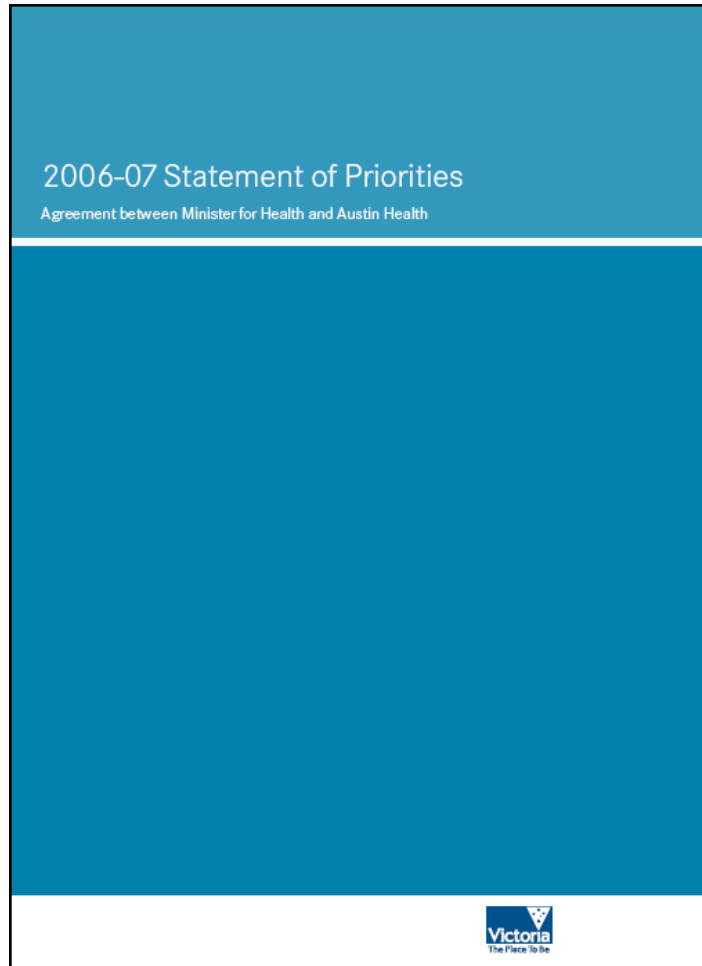 2006-07 Statement of Priorities
Agreement between Minister for Health and Austin Health
Victoria
The Place To Be